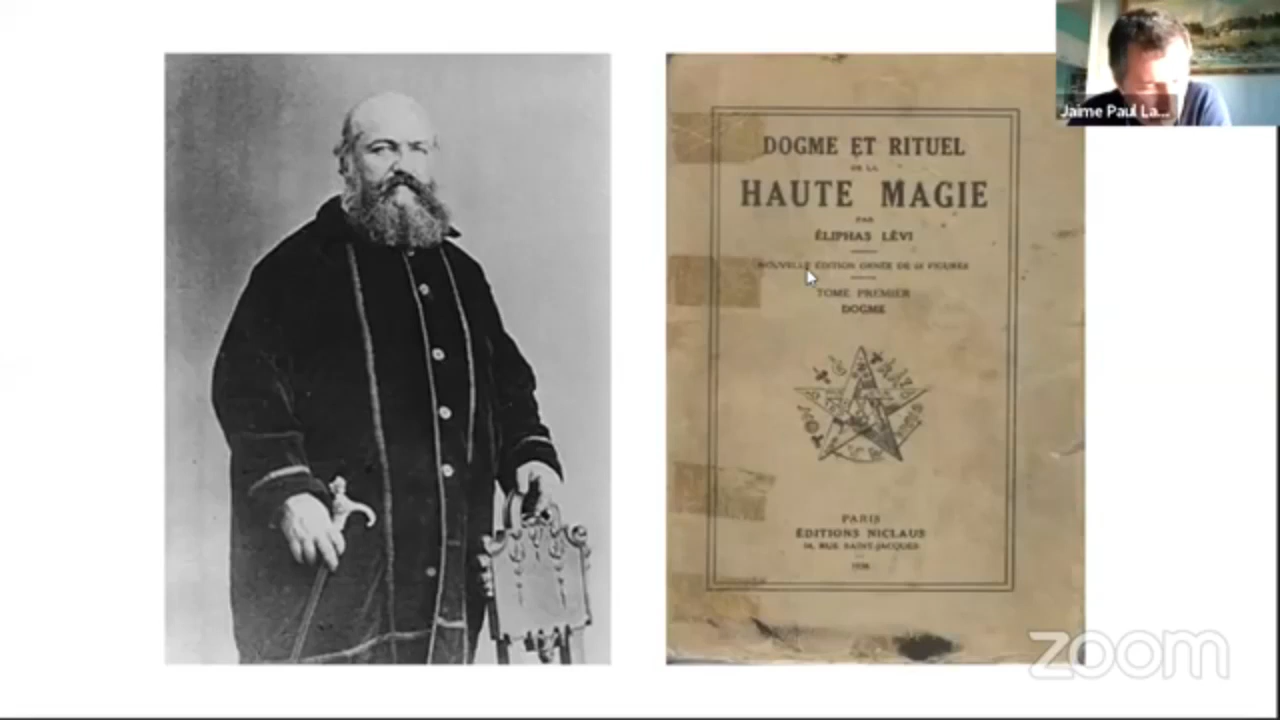 Jaime Paul La...
DOGME ET RITUEL
DE LA
HAUTE MAGIE
PAR
ÉLIPHAS LÉVI
NOUVELLE ÉDITION ORNÉE DE FIGURES
TOME PREMIER
DOGME
PARIS
ÉDITIONS NICLAUS
RUE SAINT-JACQUES
zoom